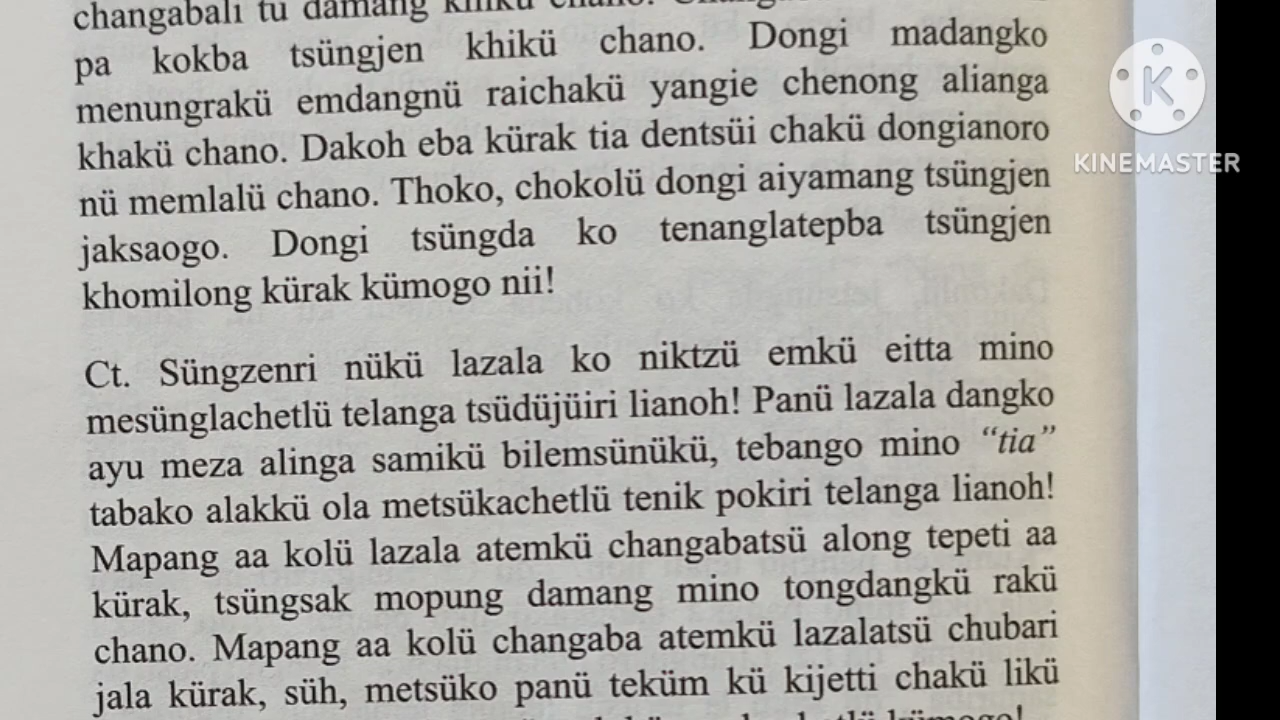 changabalı tu damang
pa kokba tsüngjen khikü chano. Dongi madangko
menungrakü emdangnü raichakü yangie chenong alianga
khakü chano. Dakoh eba kürak tia dentsüi chakü dongianoro
nü memlalü chano. Thoko, chokolü dongi aiyamang tsüngjen
jaksaogo. Dongi tsüngda ko tenanglatepba tsüngjen
khomilong kürak kümogo nii!
Ct. Süngzenri nükü lazala ko niktzü emkü eitta mino
mesünglachetlü telanga tsüdüjüiri lianoh! Panü lazala dangko
ayu meza alinga samikü bilemsünükü, tebango mino “tia”
tabako alakkü ola metsükachetlü tenik pokiri telanga lianoh!
Mapang aa kolü lazala atemkü changabatsü along tepeti aa
kürak, tsüngsak mopung damang mino tongdangkü rakü
chano. Mapang aa kolü changaba atemkü lazalatsü chubari
jala kürak, süh, metsüko panü teküm kü kijetti chakü likü
KINEMASTER